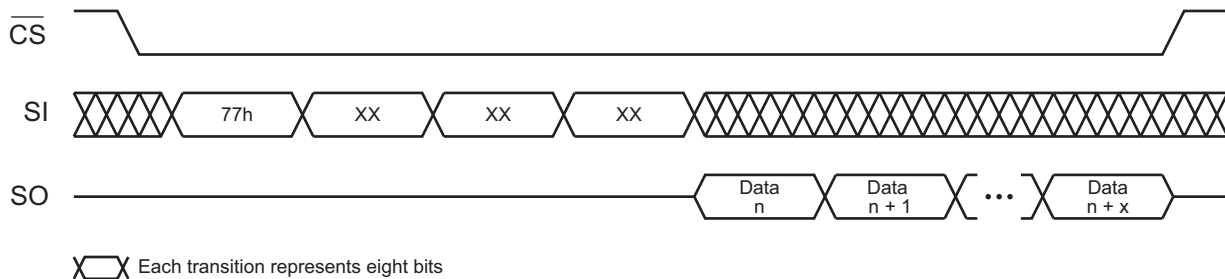 CS
SI
77h
XX
XX
XX
SO
Data
n
Data
n + 1
•••
Data
n + x
Each transition represents eight bits